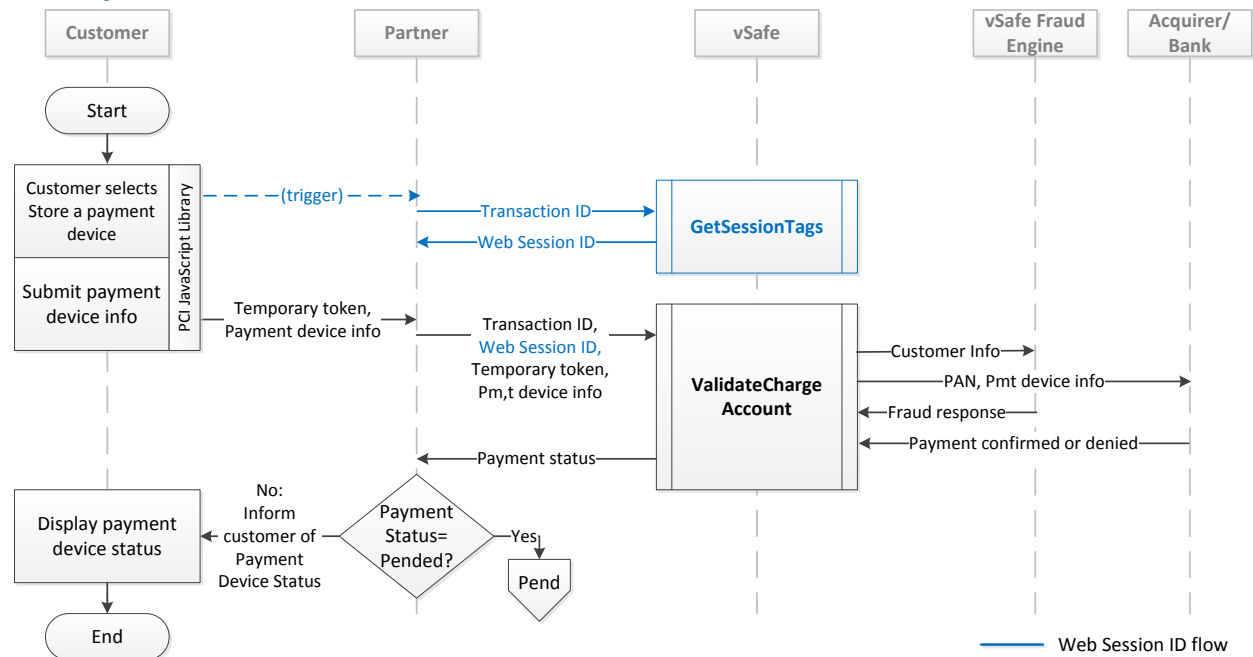 Customer
Partner
vSafe
vSafe Fraud
Engine
Acquirer/
Bank
Start
Customer selects
Store a payment
device
PCI JavaScript Library
(trigger)
Transaction ID
Web Session ID
GetSessionTags
Submit payment
device info
Temporary token,
Payment device info
Transaction ID,
Web Session ID,
Temporary token,
Pm,t device info
ValidateCharge
Account
Customer Info
PAN, Pmt device info
Fraud response
Payment confirmed or denied
Payment status
Display payment
device status
No:
Inform
customer of
Payment
Device Status
Payment
Status=
Pended?
Yes
Pend
End
Web Session ID flow